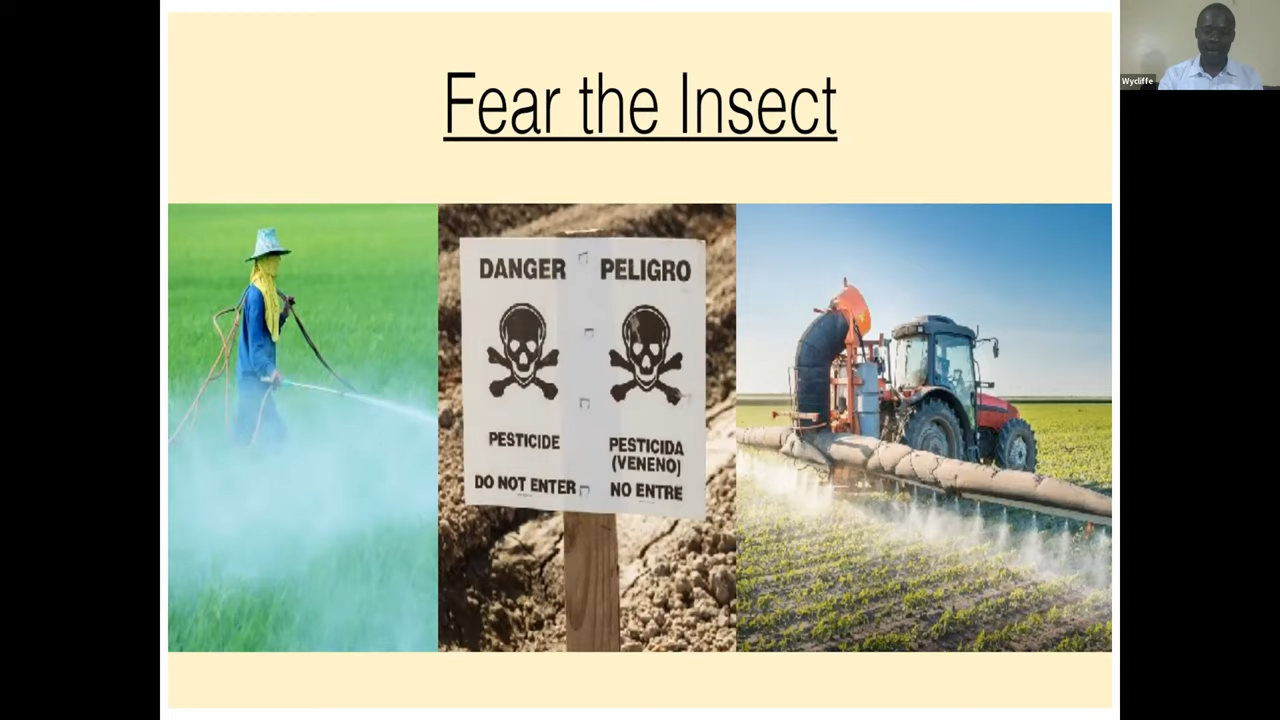 Fear the Insect
Wycliffe
DANGER PELIGRO
PESTICIDE
PESTICIDA
(VENENO)
DO NOT ENTER
NO ENTRE